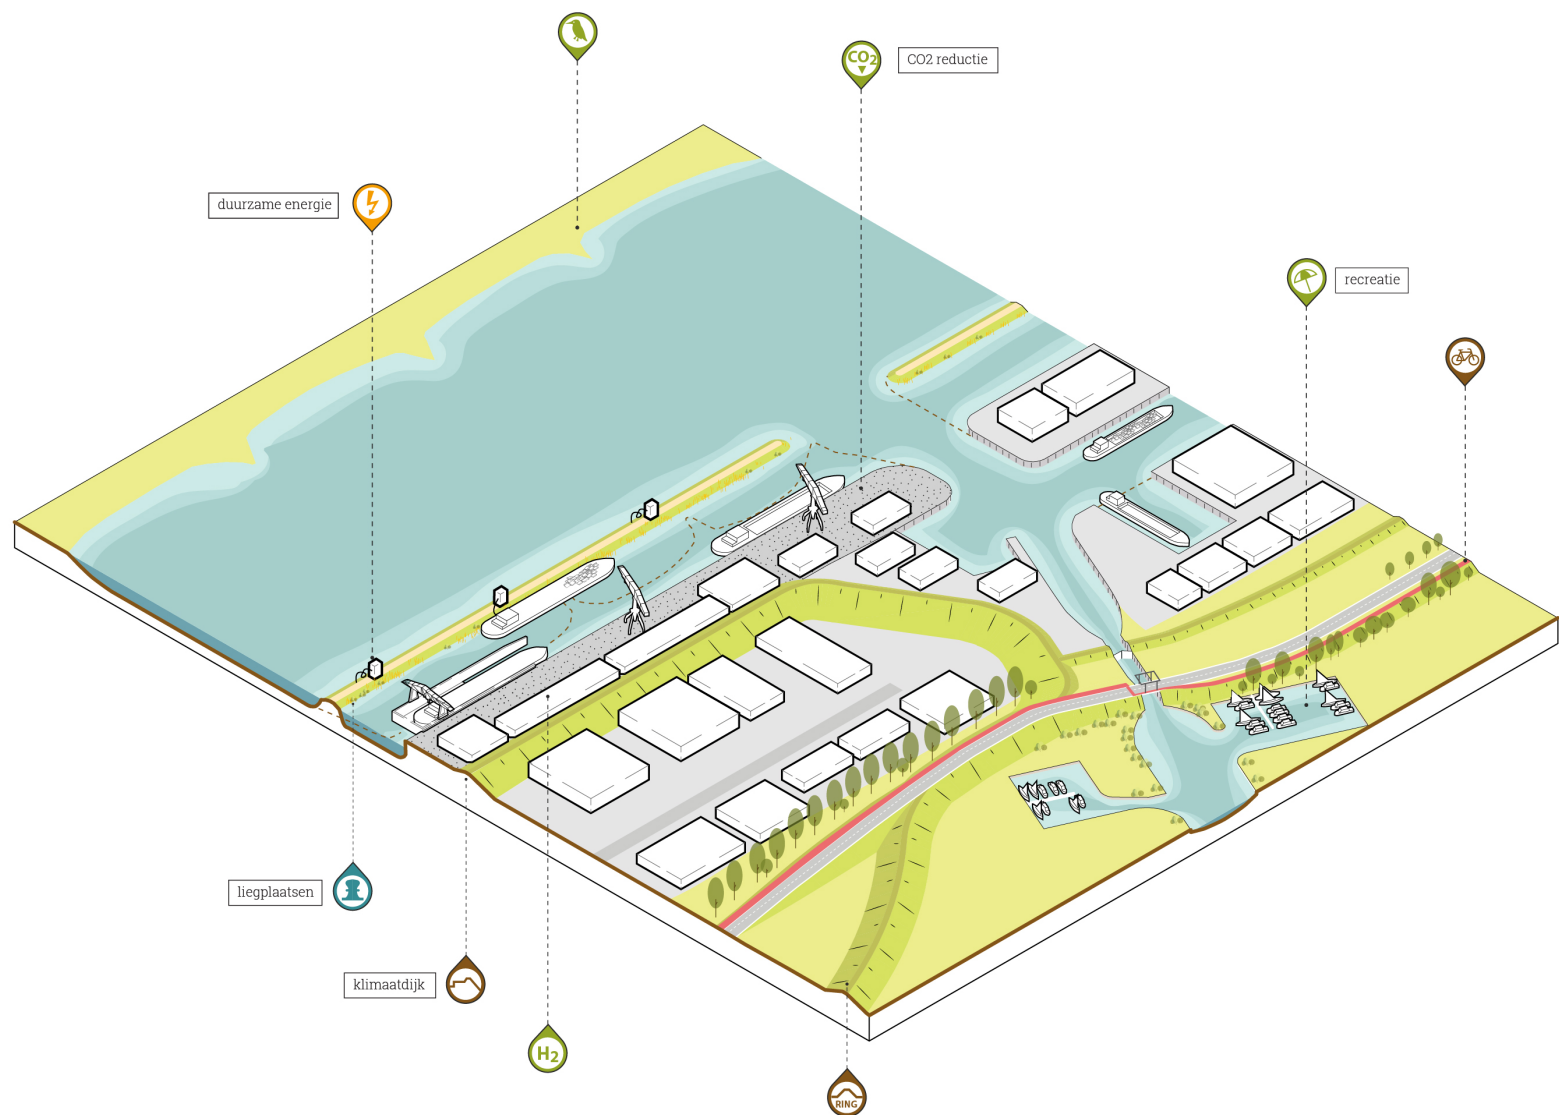 CO2
CO2 reductie
duurzame energie
recreatie
liegplaatsen
klimaatdijk
H2
RING